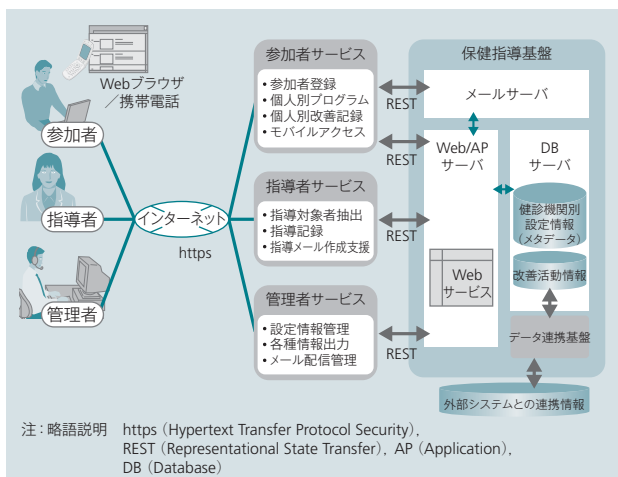 Webブラウザ
／携帯電話
参加者
指導者
管理者
インターネット
https
参加者サービス
• 参加者登録
• 個人別プログラム
• 個人別改善記録
• モバイルアクセス
指導者サービス
• 指導対象者抽出
• 指導記録
• 指導メール作成支援
管理者サービス
• 設定情報管理
• 各種情報出力
• メール配信管理
REST
REST
REST
REST
保健指導基盤
メールサーバ
Web/AP
サーバ
Web
サービス
DB
サーバ
健診機関別
設定情報
(メタデータ)
改善活動情報
データ連携基盤
外部システムとの連携情報
注：略語説明 https（Hypertext Transfer Protocol Security），
REST（Representational State Transfer），AP（Application），
DB（Database）